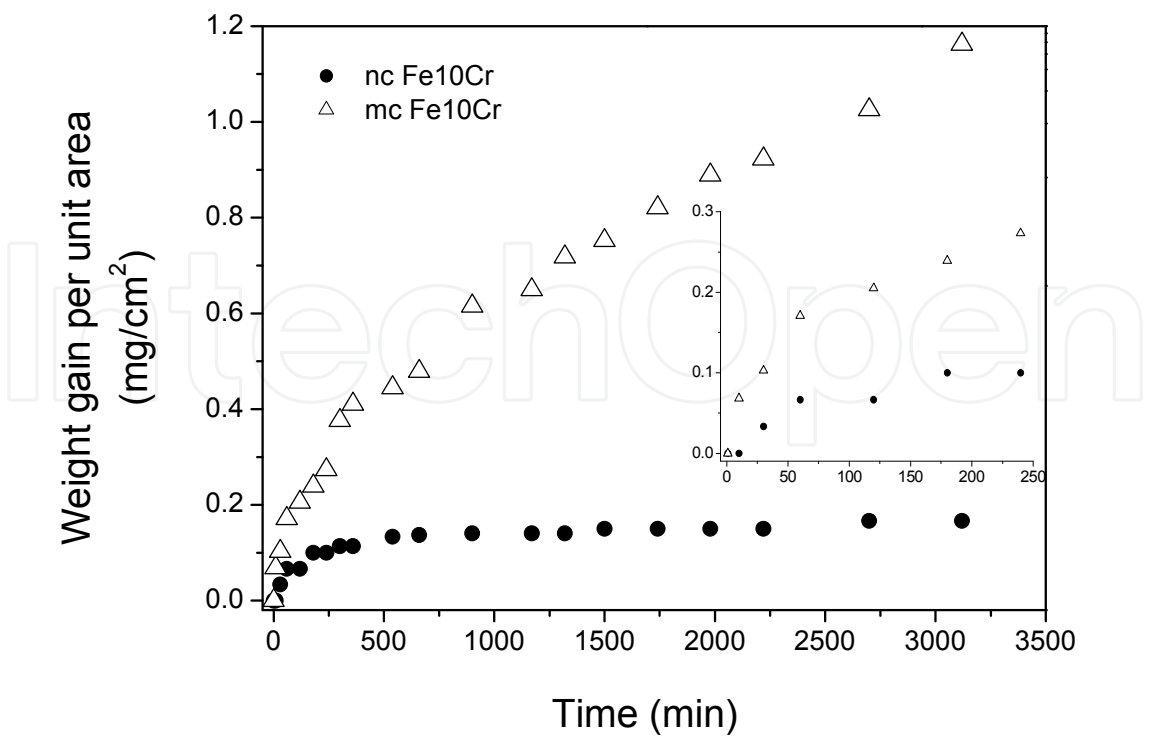 1.2
1.0
0.8
0.6
0.4
0.2
0.0
Weight gain per unit area
(mg/cm²)
nc Fe10Cr
mc Fe10Cr
0.3
0.2
0.1
0.0
0 50 100 150 200 250
0 500 1000 1500 2000 2500 3000 3500
Time (min)
IntechOpen